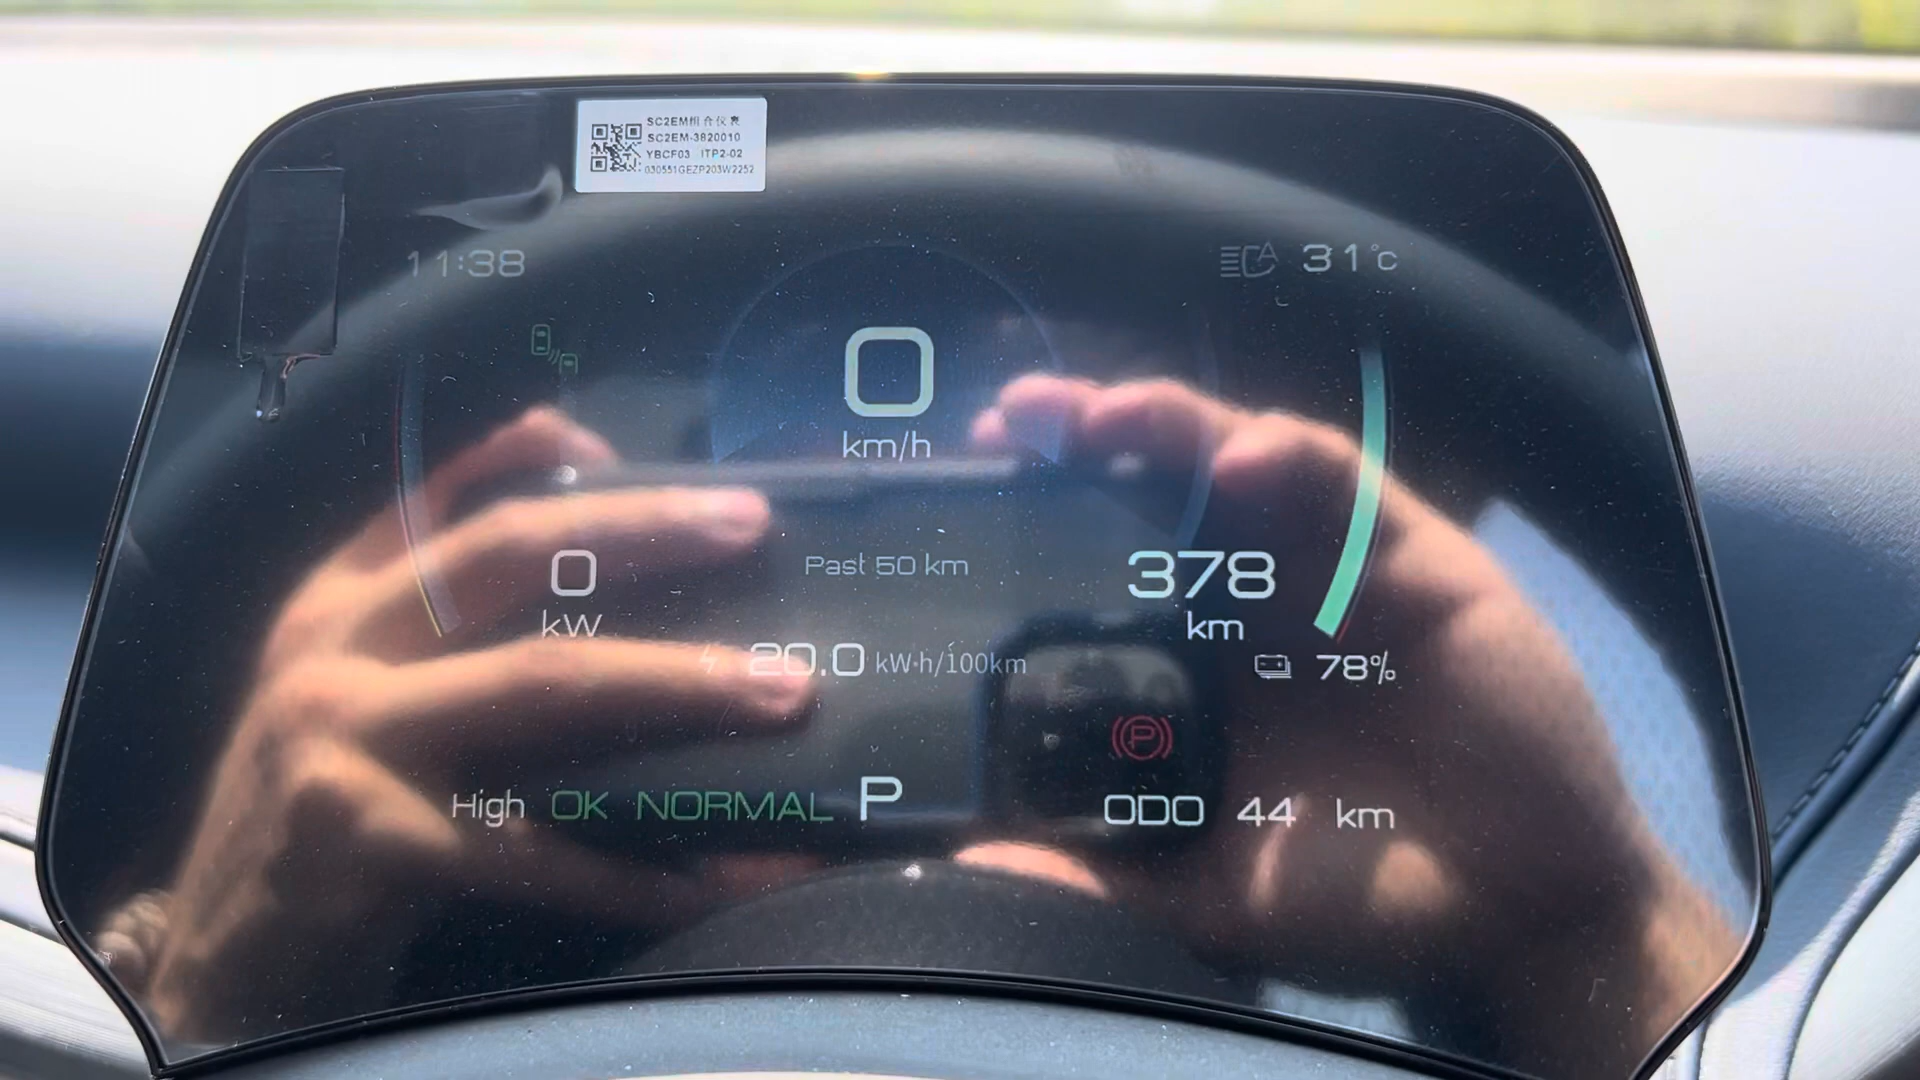 SC2EM组合仪表
SC2EM-3820010
YBCF03 ITP2-02
030551GEZP203W2252
11:38
A 31°C
0
km/h
0
kW
Past 50 km
378
km
20.0 kW·h/100km
78%
P
High OK NORMAL P
ODO 44 km